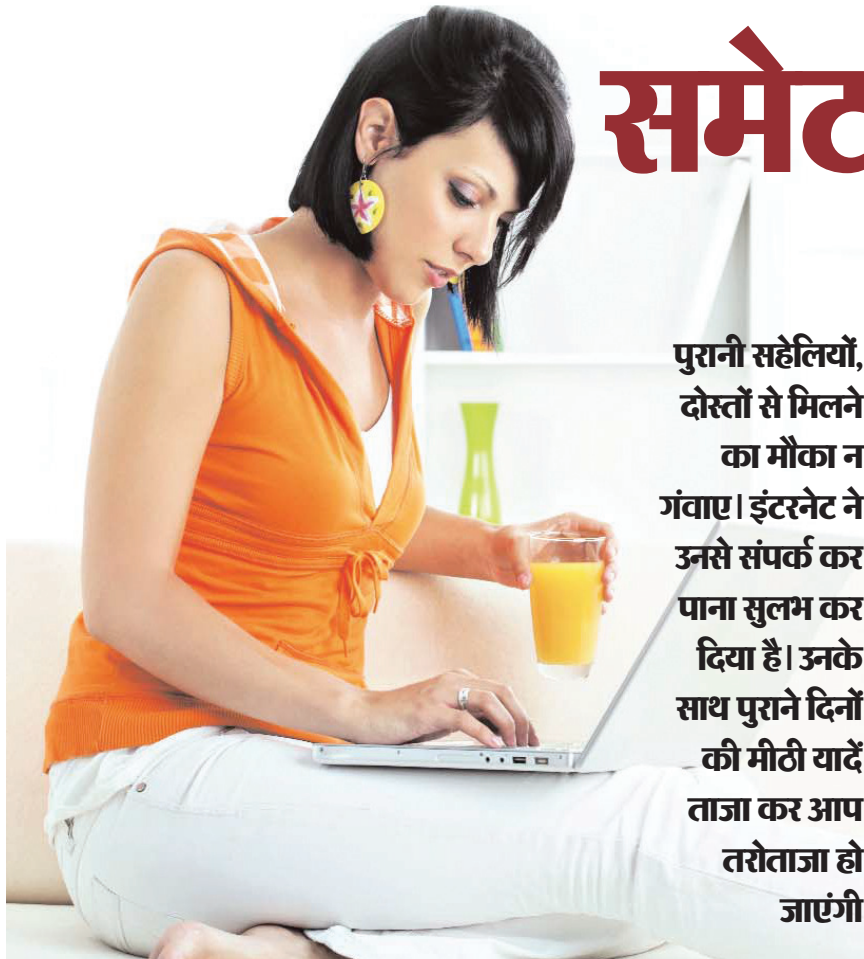 समेट
पुरानी सहेलियों,
दोस्तों से मिलने
का मौका न
गंवाए। इंटरनेट ने
उनसे संपर्क कर
पाना सुलभ कर
दिया है। उनके
साथ पुराने दिनों
की मीठी यादें
ताजा कर आप
तरोताजा हो
जाएंगी